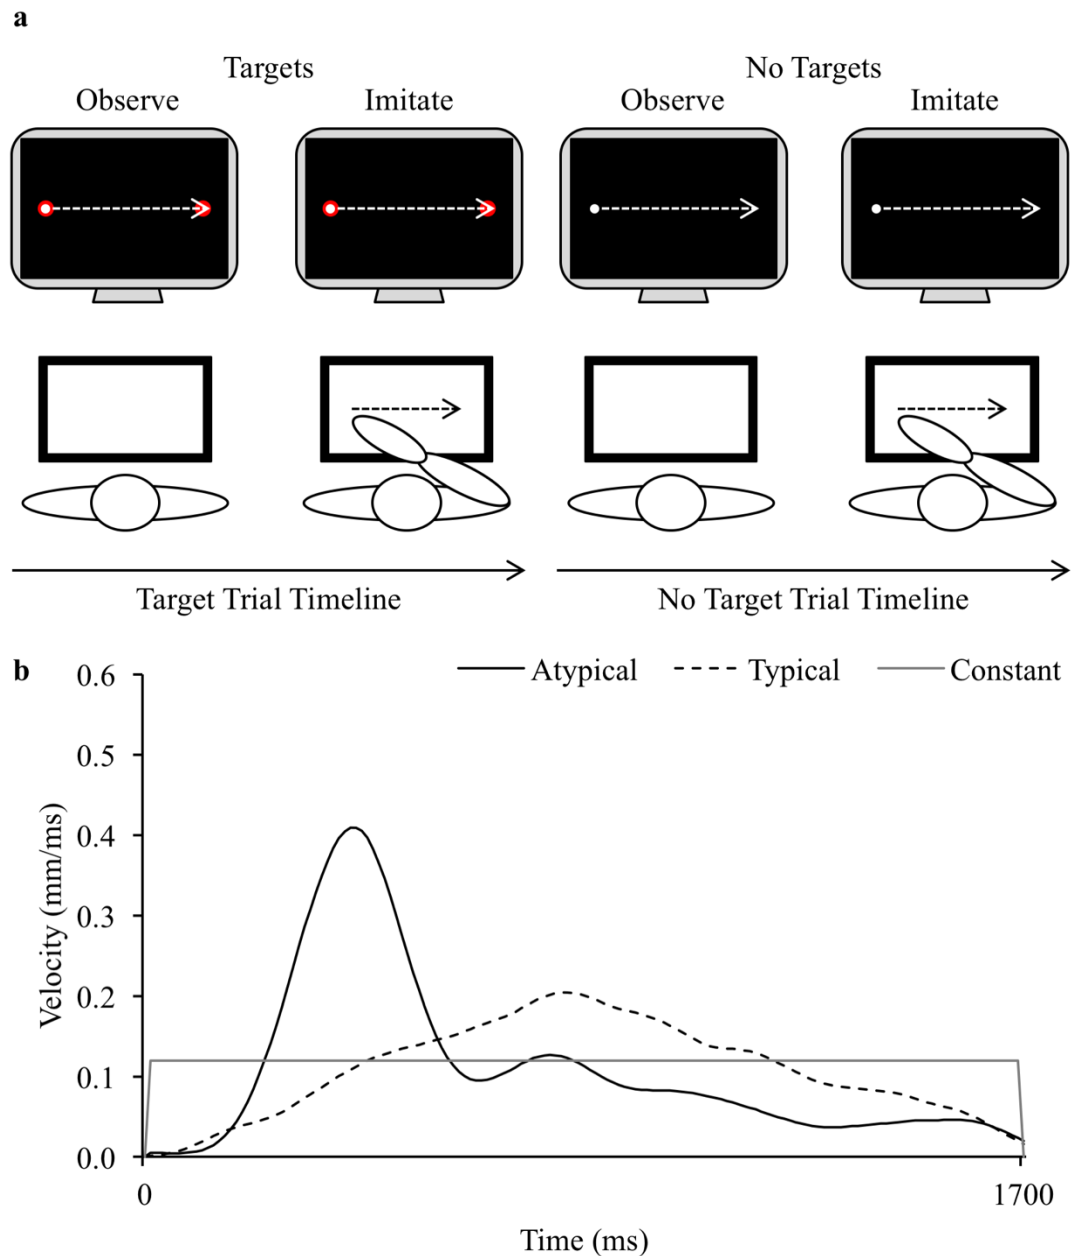 a
Targets
No Targets
Observe
Imitate
Observe
Imitate
Target Trial Timeline
No Target Trial Timeline
b
Atypical
Typical
Constant
Velocity (mm/ms)
0.6
0.5
0.4
0.3
0.2
0.1
0.0
0
1700
Time (ms)